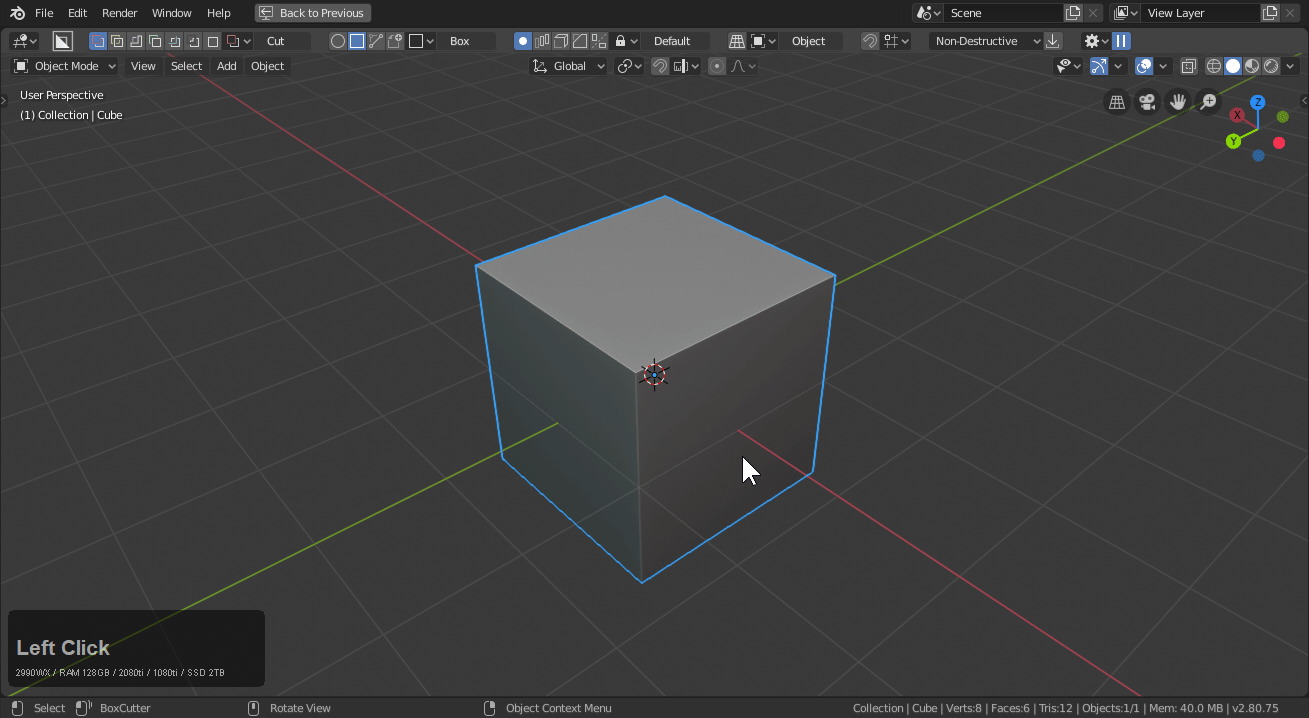 File Edit Render Window Help Back to Previous Scene View Layer
Cut Box Default Object Non-Destructive
Object Mode View Select Add Object Global
User Perspective
(1) Collection | Cube
Z
X
Y
Left Click
2990WX / RAM 128GB / 2080ti / 1080ti / SSD 2TB
Select BoxCutter Rotate View Object Context Menu Collection | Cube | Verts:8 | Faces:6 | Tris:12 | Objects:1/1 | Mem: 40.0 MB | v2.80.75